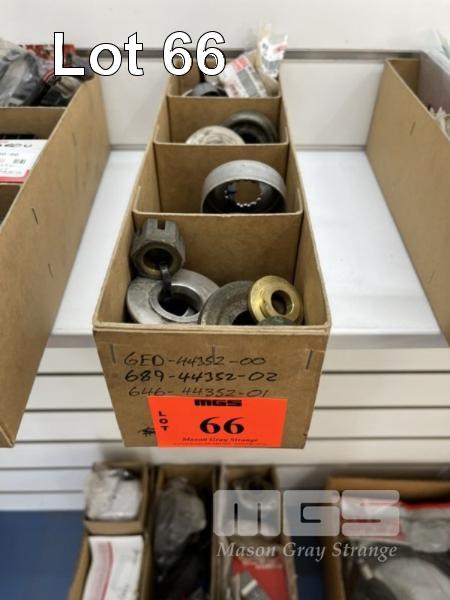 Lot 66
6ED-44352-00
689-44352-02
646-44352-01
MGS
LOT
66
Mason Gray Strange
MGS
Mason Gray Strange